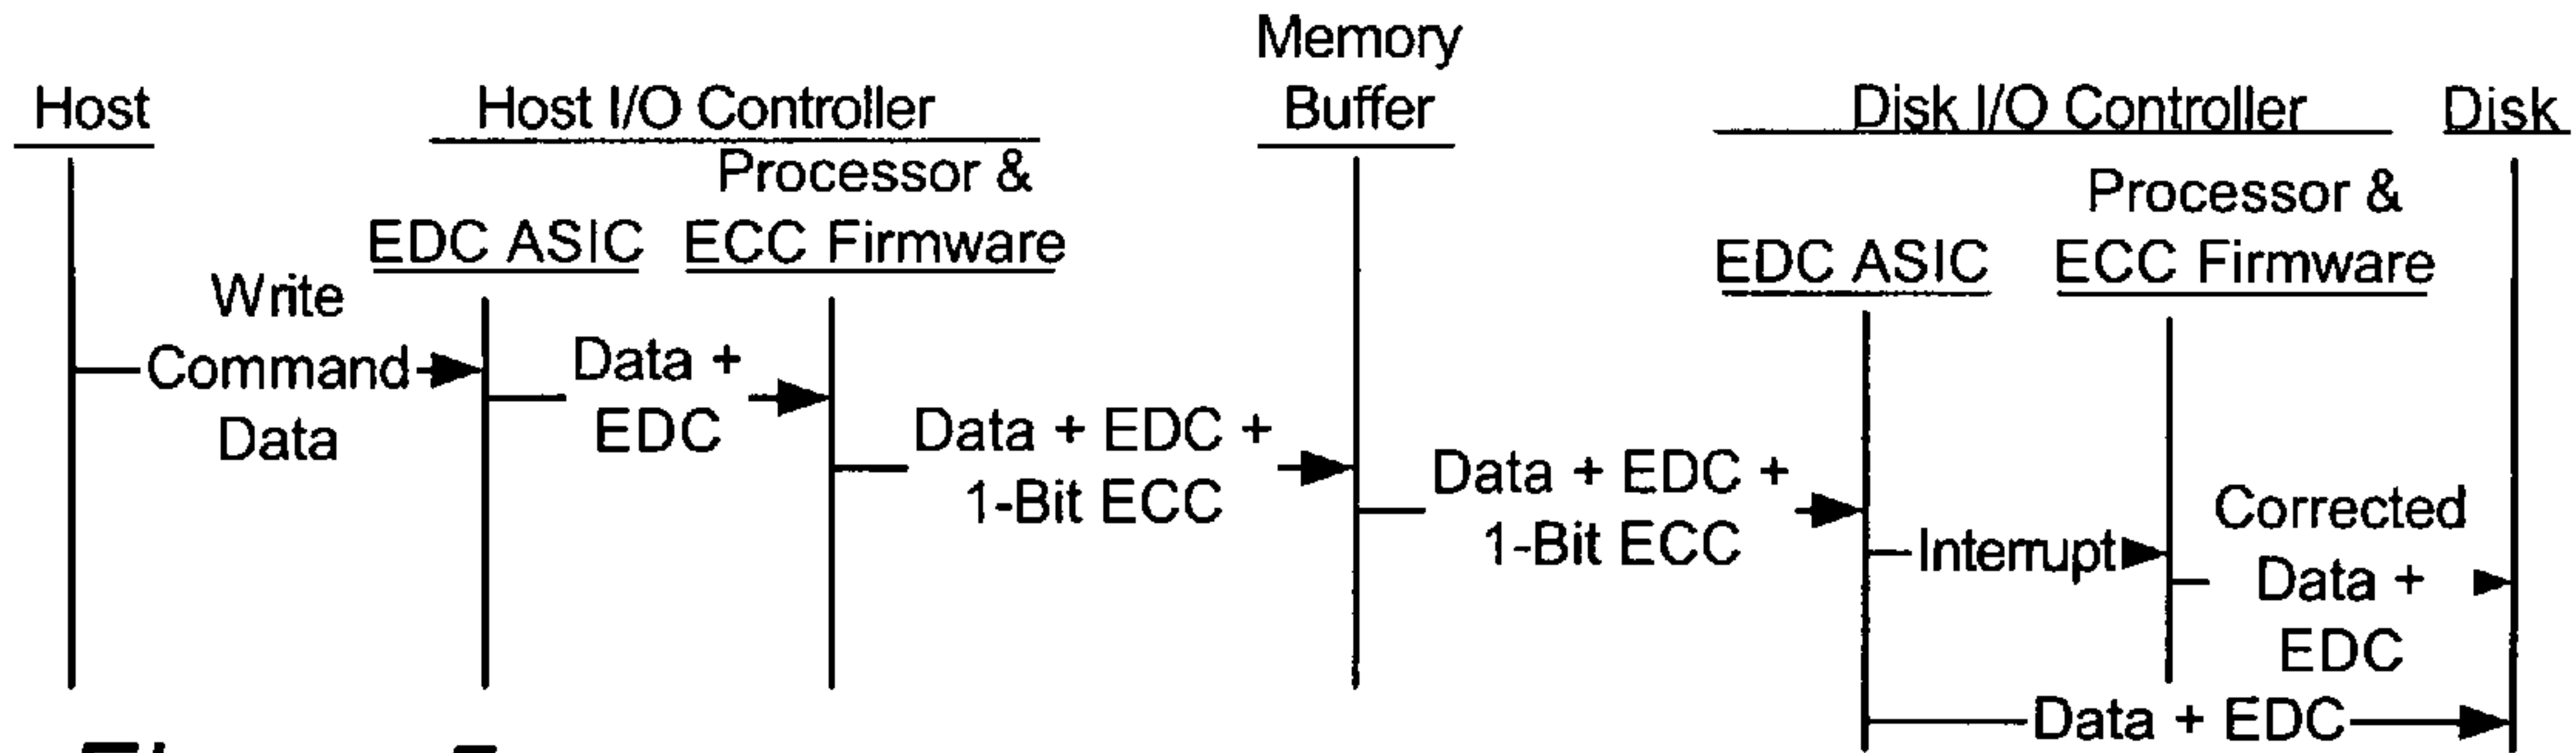 Host
Host I/O Controller
Memory
Buffer
Disk I/O Controller
Disk
EDC ASIC
Processor &
ECC Firmware
EDC ASIC
Processor &
ECC Firmware
Write
Command
Data
Data +
EDC
Data + EDC +
1-Bit ECC
Data + EDC +
1-Bit ECC
Interrupt
Corrected
Data +
EDC
Data + EDC